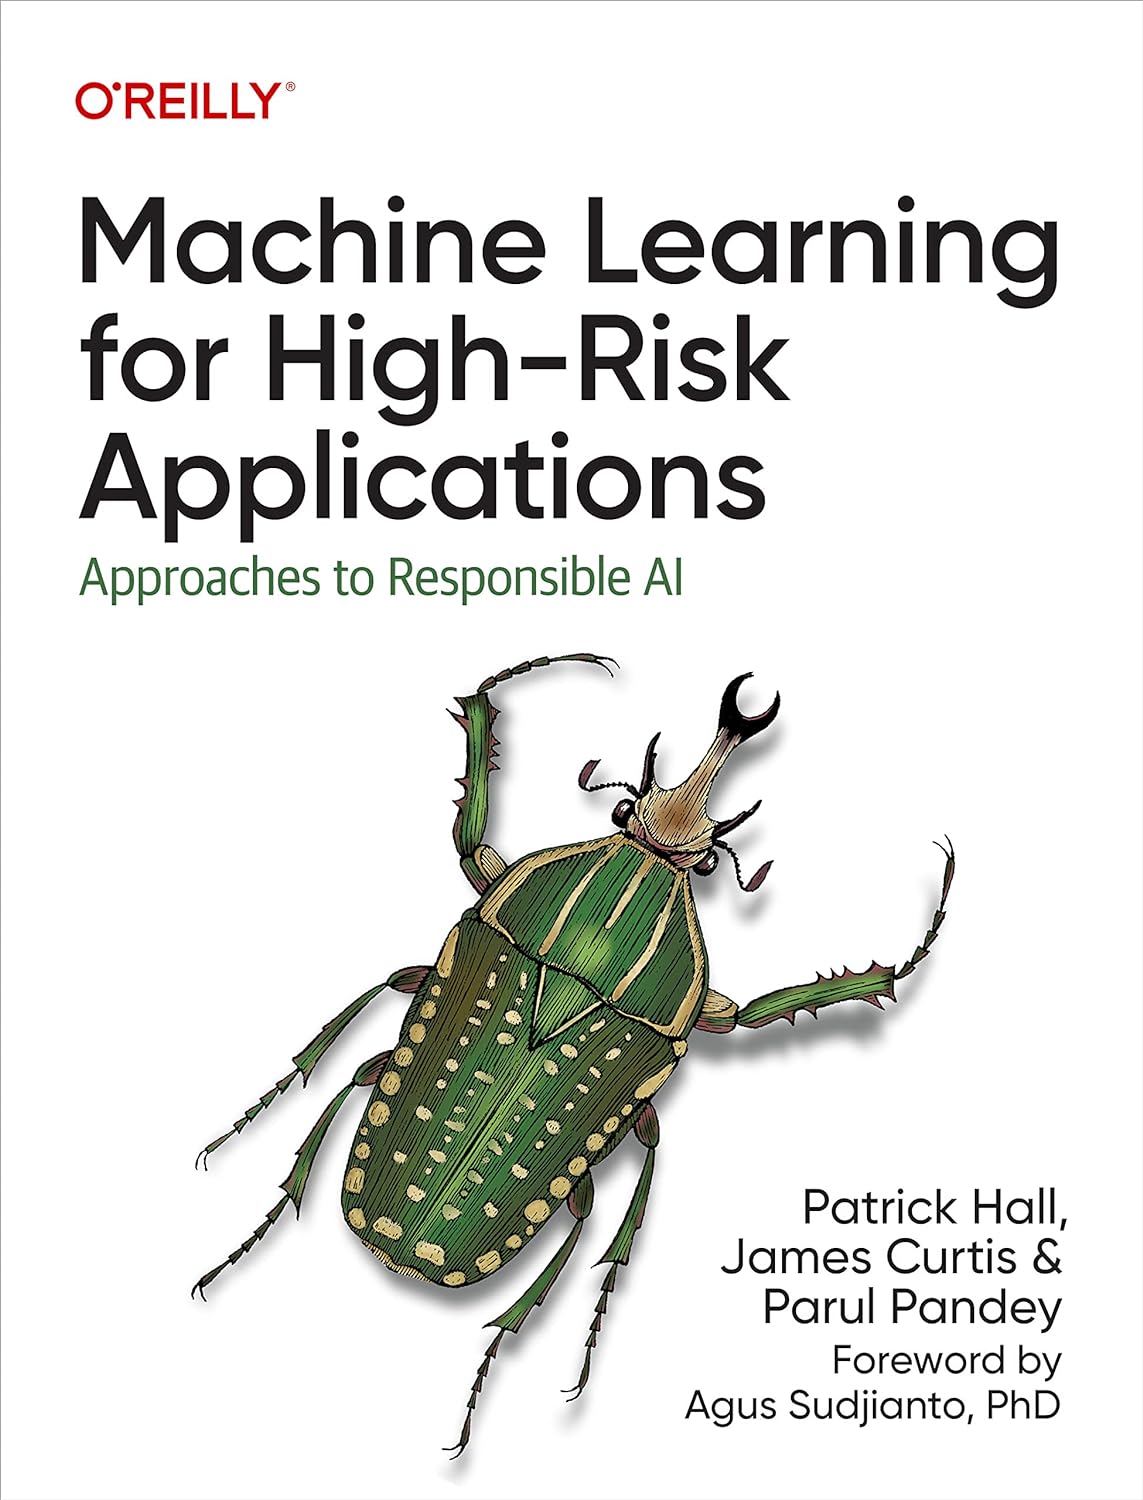 O'REILLY®
Machine Learning
for High-Risk
Applications
Approaches to Responsible AI
Patrick Hall,
James Curtis &
Parul Pandey
Foreword by
Agus Sudjianto, PhD